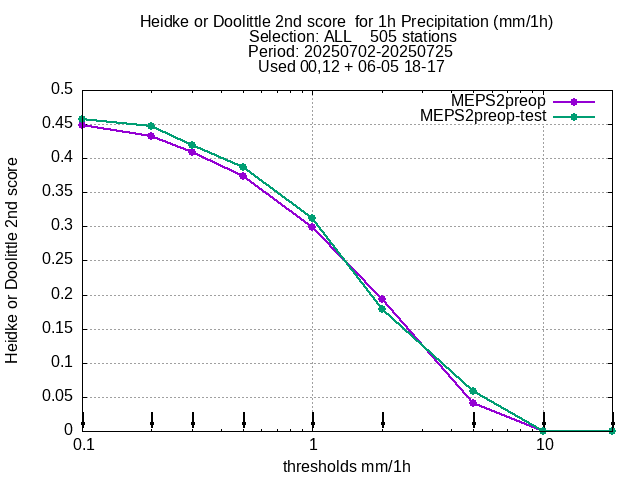 Heidke or Doolittle 2nd score  for 1h Precipitation (mm/1h)
Selection: ALL    505 stations
Period: 20250702-20250725
Used 00,12 + 06-05 18-17
MEPS2preop
MEPS2preop-test
Heidke or Doolittle 2nd score
0.5
0.45
0.4
0.35
0.3
0.25
0.2
0.15
0.1
0.05
0
0.1 1 10
thresholds mm/1h